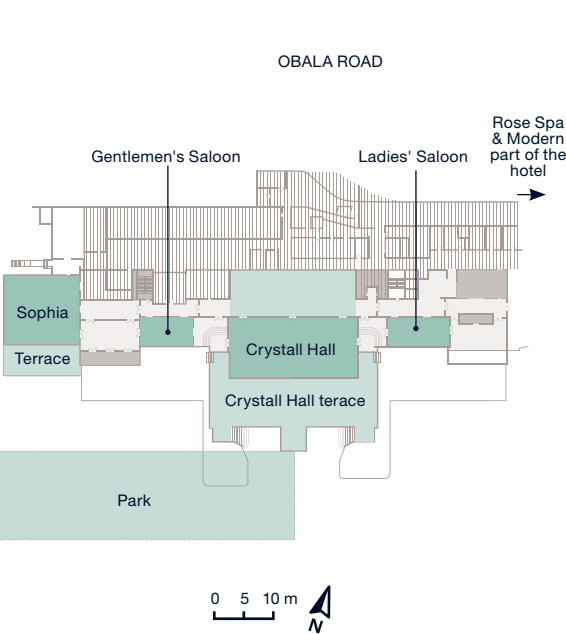 OBALA ROAD
Rose Spa
& Modern
part of the
hotel
Gentlemen's Saloon
Ladies' Saloon
Sophia
Terrace
Crystall Hall
Crystall Hall terace
Park
0 5 10 m
N